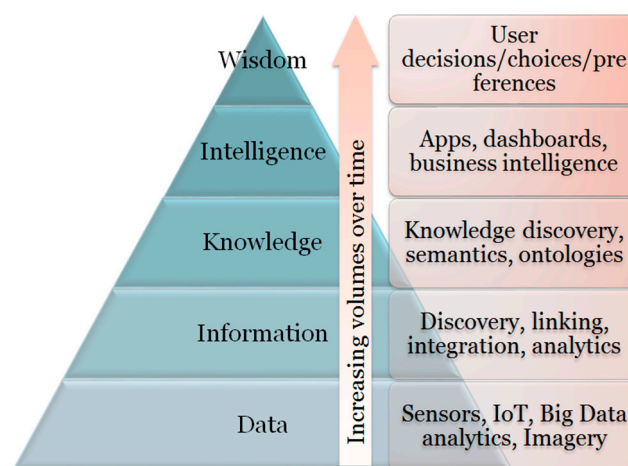 Wisdom
User
decisions/choices/pre
ferences
Intelligence
Apps, dashboards,
business intelligence
Knowledge
Knowledge discovery,
semantics, ontologies
Information
Discovery, linking,
integration, analytics
Data
Sensors, IoT, Big Data
analytics, Imagery
Increasing volumes over time